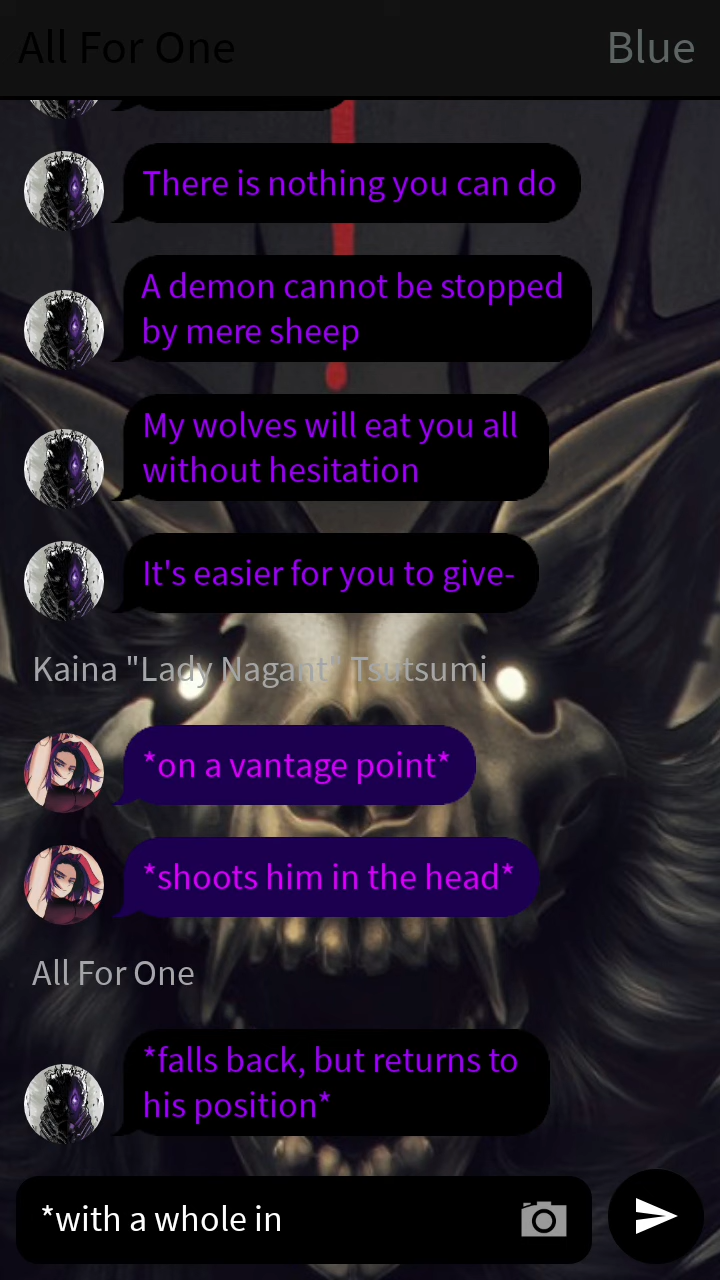 All For One
Blue
There is nothing you can do
A demon cannot be stopped
by mere sheep
My wolves will eat you all
without hesitation
It's easier for you to give-
Kaina "Lady Nagant" Tsutsumi
*on a vantage point*
*shoots him in the head*
All For One
*falls back, but returns to
his position*
*with a whole in